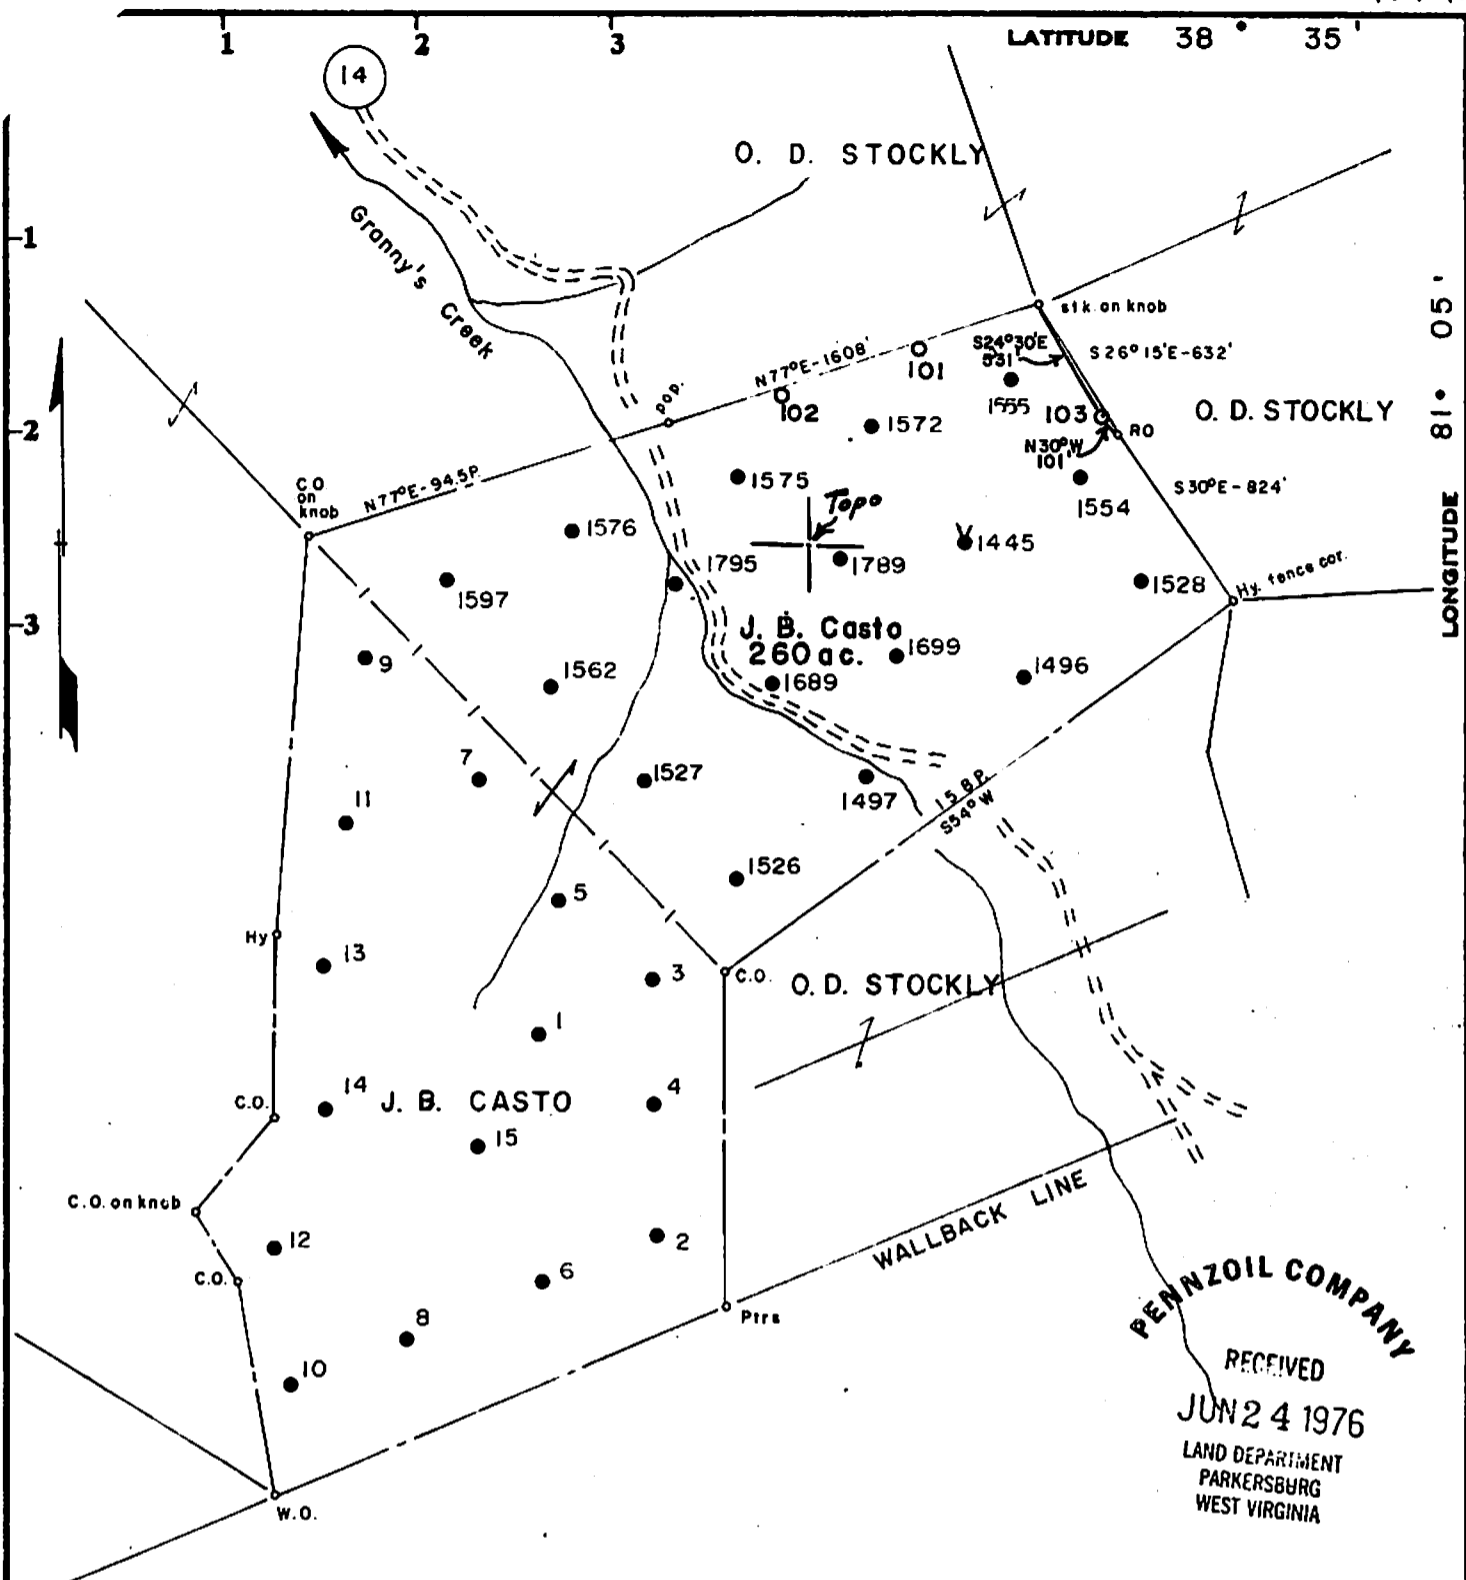 1
2
3
LATITUDE 38° 35'
14
O. D. STOCKLY
1
Granny's Creek
stk. on knob
LONGITUDE 81° 05'
S24°30'E
531'
S26°15'E-632'
N77°E-1608'
101
102
1555
103
RO
O. D. STOCKLY
2
pop.
1572
N30°W
101'
C.O
on
knob
N77°E-94.5P.
1575
S30°E-824'
1554
Topo
1576
1445
1795
1789
1528
Hy. fence cor.
1597
3
J. B. Casto
260 ac.
1699
9
1562
1689
1496
7
1527
11
1497
15 8 P.
S54°W
1526
5
Hy
13
3
C.O.
O. D. STOCKLY
1
14
J. B. CASTO
4
C.O.
15
C.O. on knob
12
2
WALLBACK LINE
C.O.
6
PENNZOIL COMPANY
Ptrs
8
RECEIVED
10
JUN 24 1976
LAND DEPARTMENT
PARKERSBURG
WEST VIRGINIA
W.O.